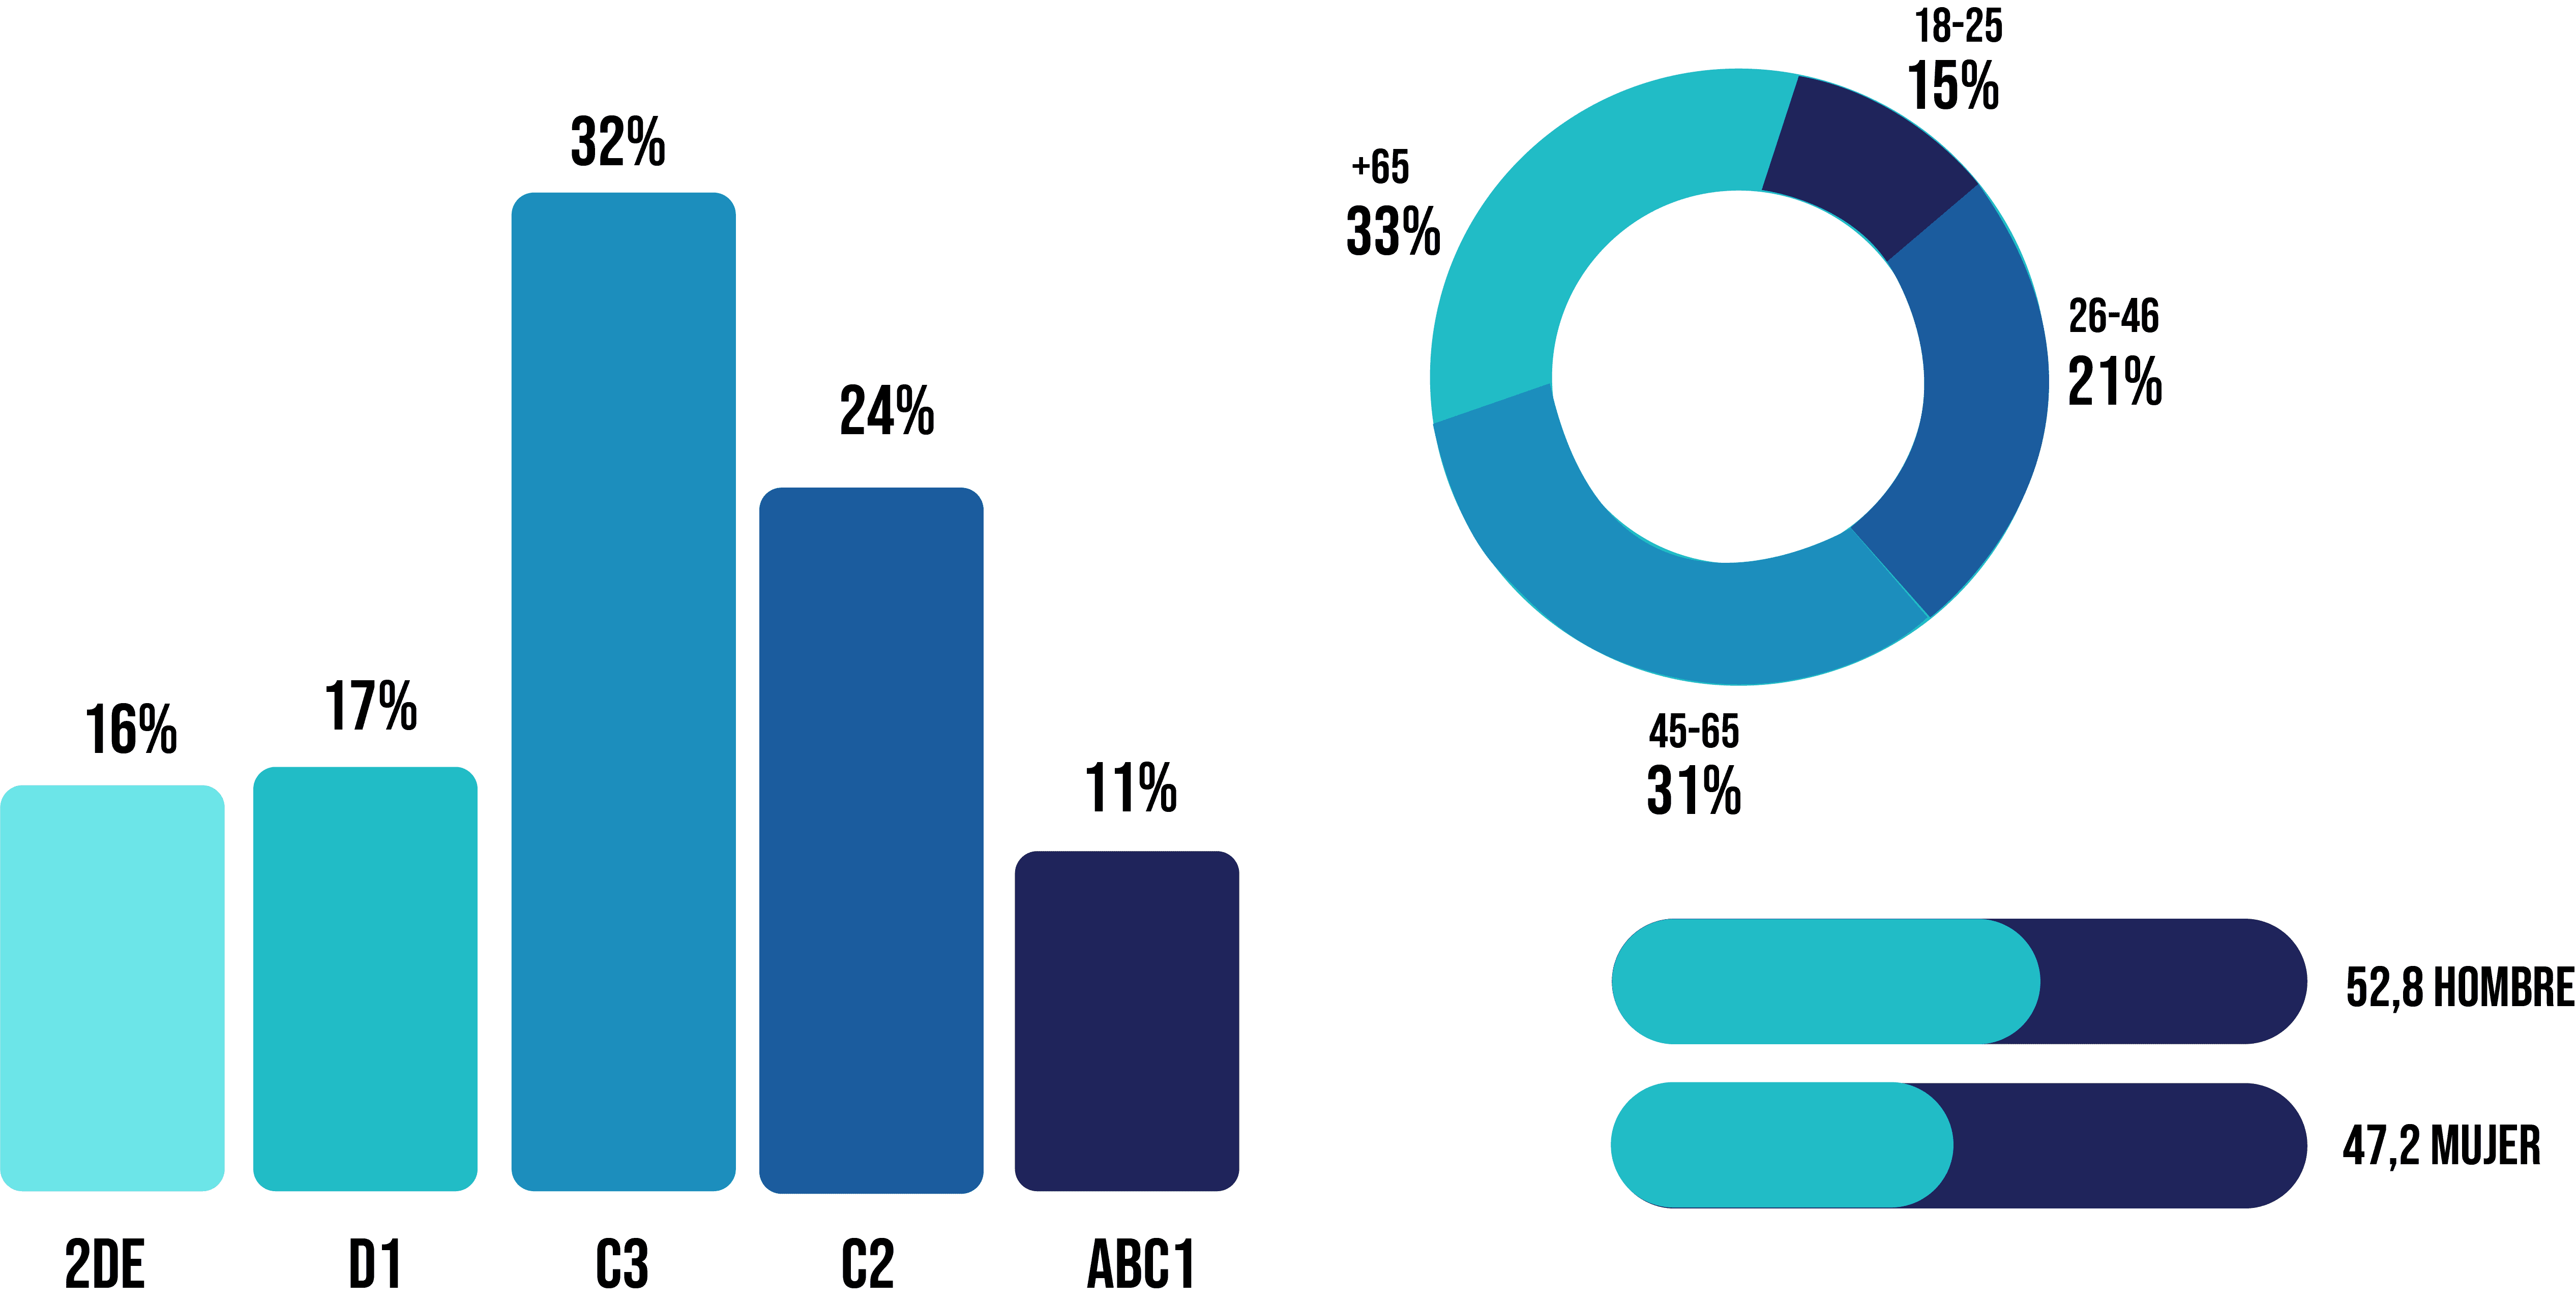 32%
24%
16%
17%
11%
2DE
D1
C3
C2
ABC1
18-25
15%
+65
33%
26-46
21%
45-65
31%
52,8 HOMBRE
47,2 MUJER